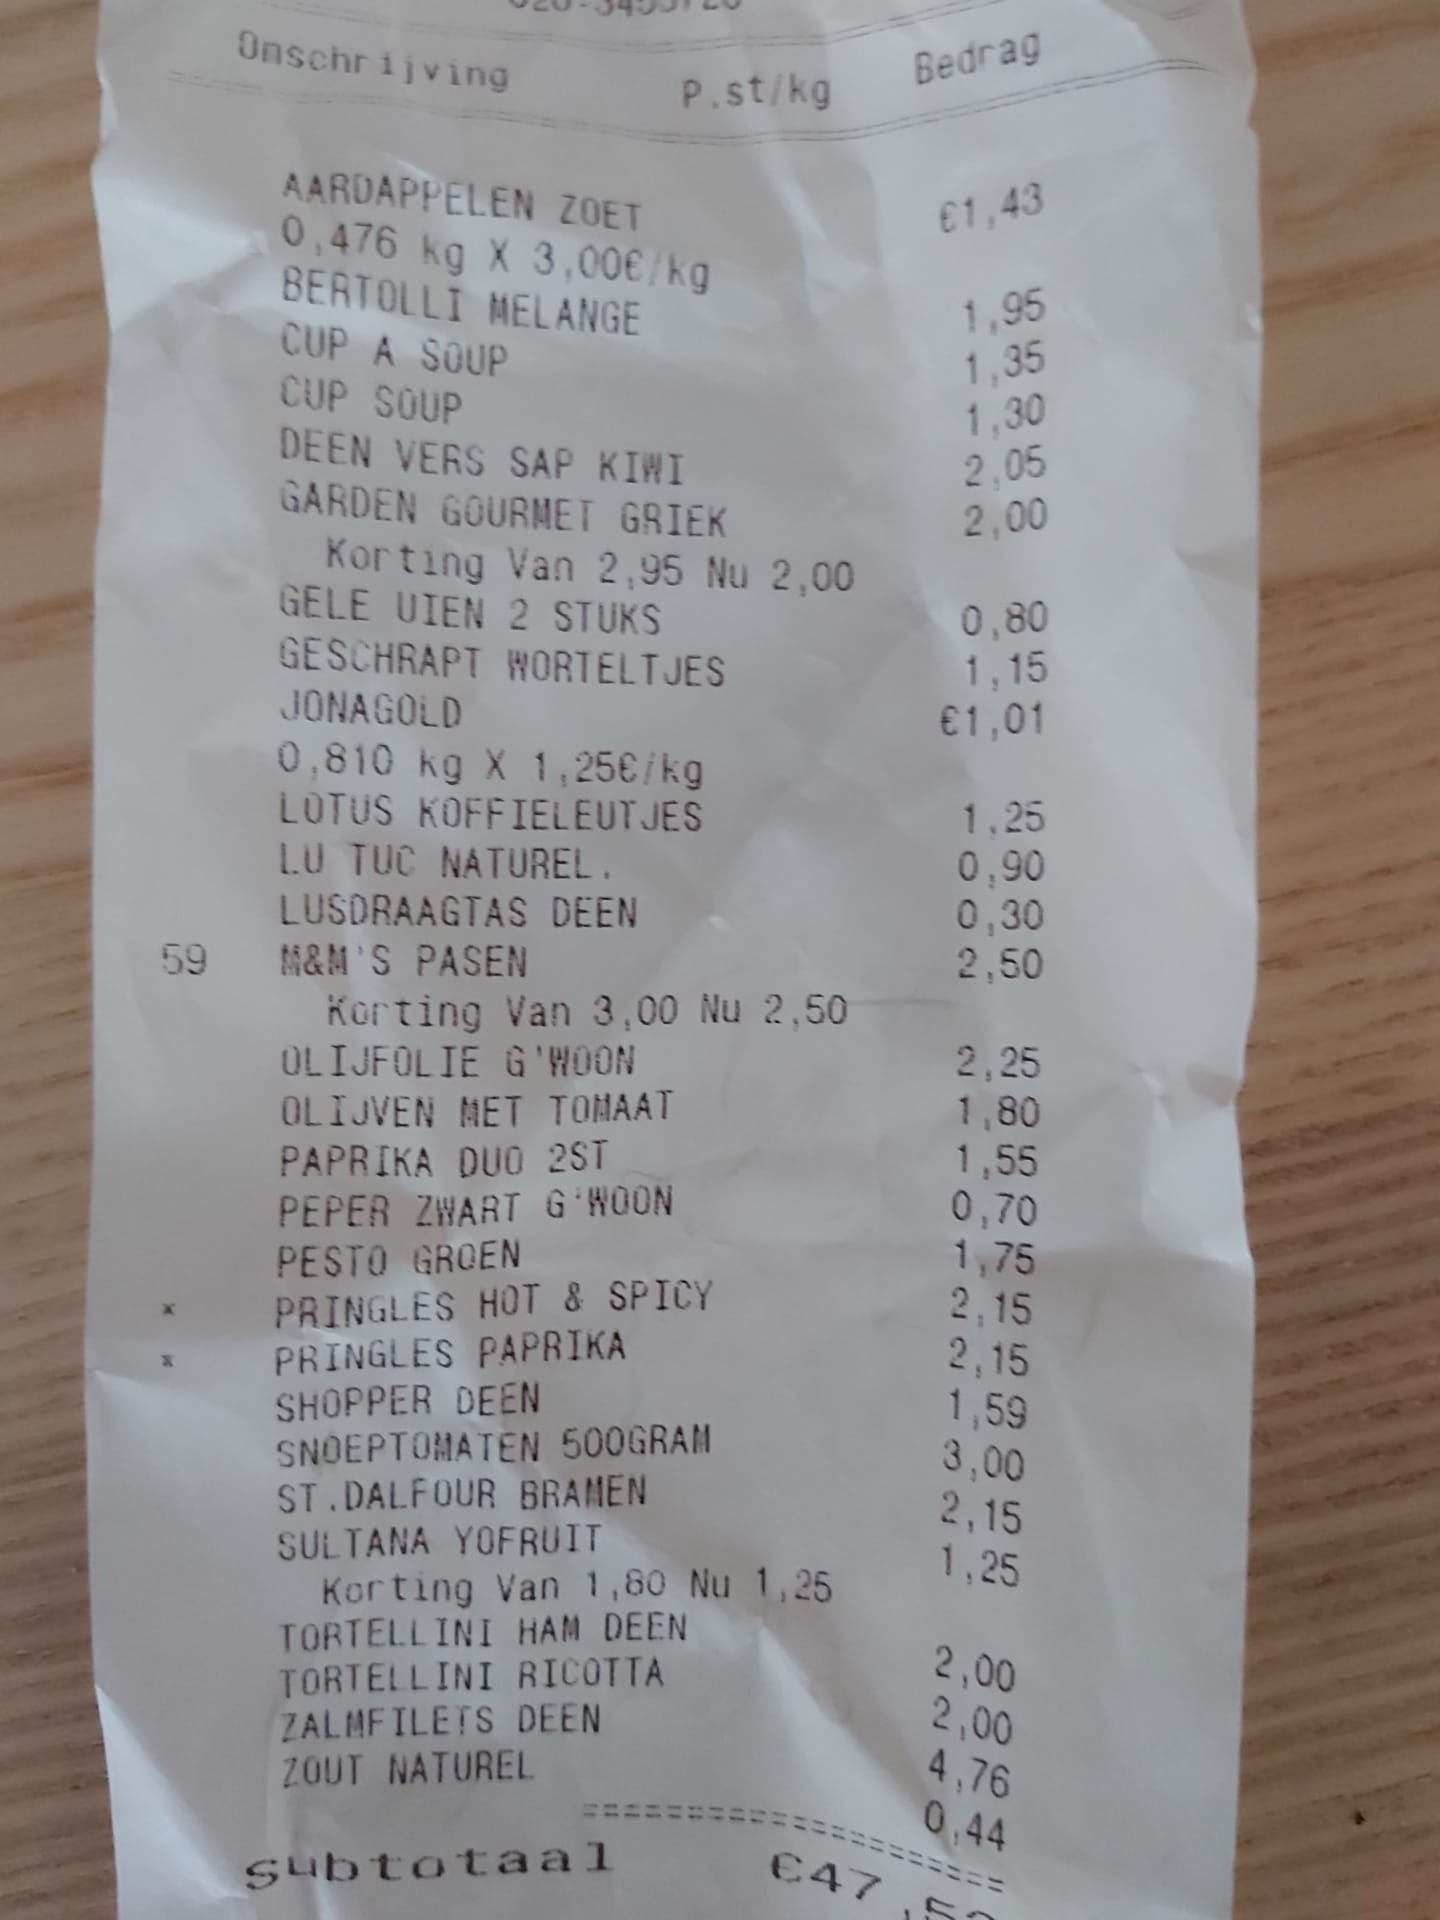 Omschrijving P.st/kg Bedrag
AARDAPPELEN ZOET €1,43
0,476 kg X 3,00€/kg
BERTOLLI MELANGE 1,95
CUP A SOUP 1,35
CUP SOUP 1,30
DEEN VERS SAP KIWI 2,05
GARDEN GOURMET GRIEK 2,00
Korting Van 2,95 Nu 2,00
GELE UIEN 2 STUKS 0,80
GESCHRAPT WORTELTJES 1,15
JONAGOLD €1,01
0,810 kg X 1,25€/kg
LOTUS KOFFIELEUTJES 1,25
LU TUC NATUREL. 0,90
LUSDRAAGTAS DEEN 0,30
59 M&M'S PASEN 2,50
Korting Van 3,00 Nu 2,50
OLIJFOLIE G'WOON 2,25
OLIJVEN MET TOMAAT 1,80
PAPRIKA DUO 2ST 1,55
PEPER ZWART G'WOON 0,70
PESTO GROEN 1,75
x PRINGLES HOT & SPICY 2,15
x PRINGLES PAPRIKA 2,15
SHOPPER DEEN 1,59
SNOEPTOMATEN 500GRAM 3,00
ST.DALFOUR BRAMEN 2,15
SULTANA YOFRUIT 1,25
Korting Van 1,80 Nu 1,25
TORTELLINI HAM DEEN 2,00
TORTELLINI RICOTTA 2,00
ZALMFILETS DEEN 4,76
ZOUT NATUREL 0,44
======================
subtotaal